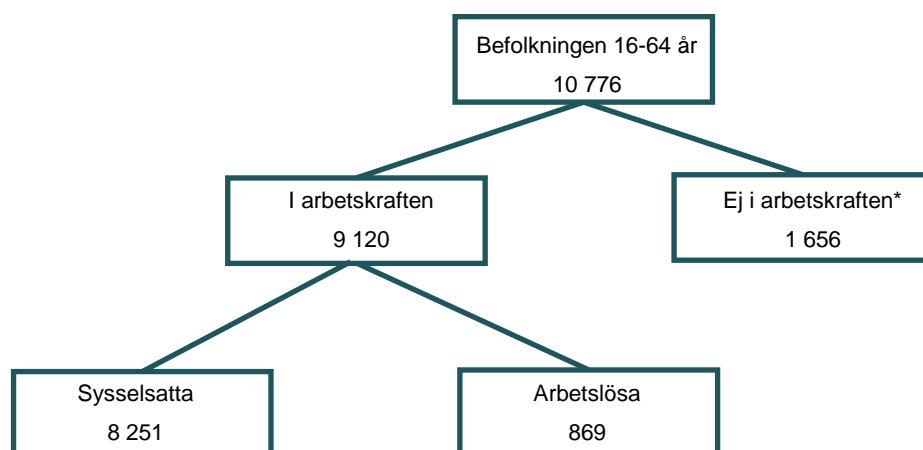 Befolkningen 16-64 år
10 776
I arbetskraften
9 120
Ej i arbetskraften*
1 656
Sysselsatta
8 251
Arbetslösa
869